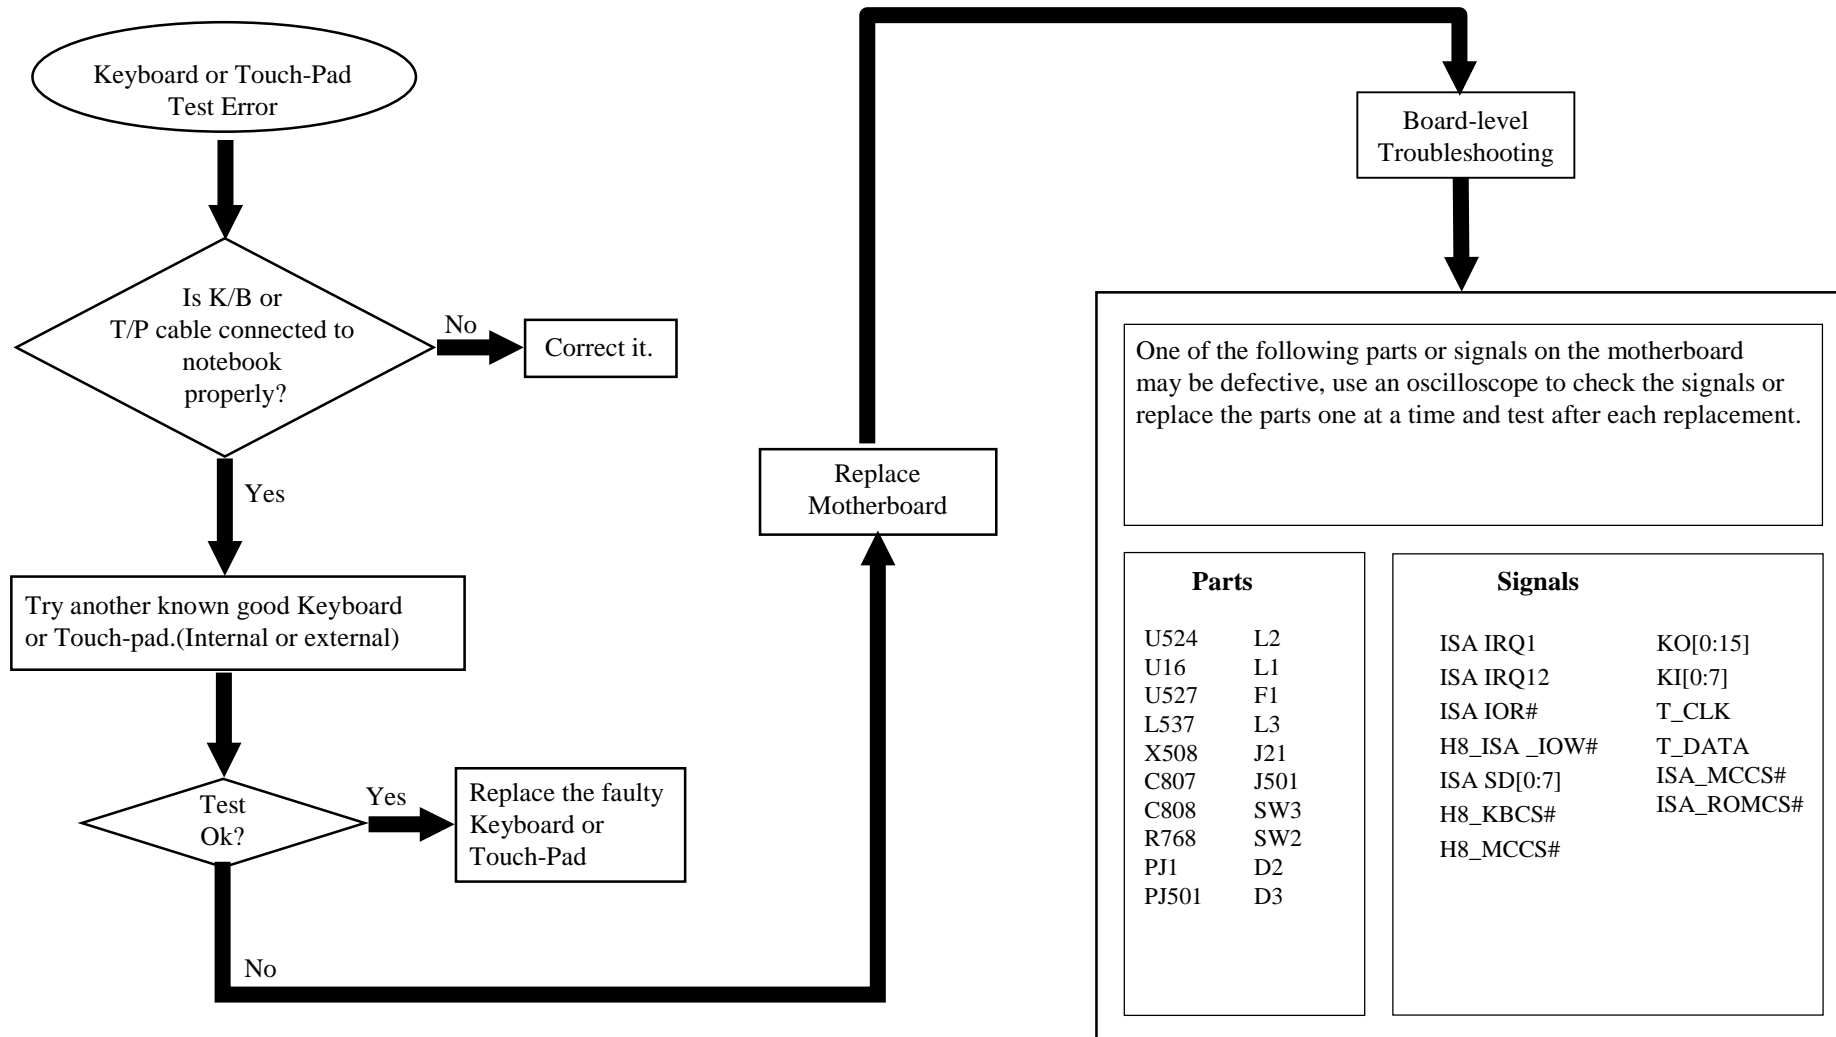 Keyboard or Touch-Pad
Test Error
Is K/B or
T/P cable connected to
notebook
properly?
No
Correct it.
Yes
Try another known good Keyboard
or Touch-pad.(Internal or external)
Test
Ok?
Yes
Replace the faulty
Keyboard or
Touch-Pad
No
Replace
Motherboard
Board-level
Troubleshooting
One of the following parts or signals on the motherboard
may be defective, use an oscilloscope to check the signals or
replace the parts one at a time and test after each replacement.
Parts
U524
U16
U527
L537
X508
C807
C808
R768
PJ1
PJ501
L2
L1
F1
L3
J21
J501
SW3
SW2
D2
D3
Signals
ISA IRQ1
ISA IRQ12
ISA IOR#
H8_ISA _IOW#
ISA SD[0:7]
H8_KBCS#
H8_MCCS#
KO[0:15]
KI[0:7]
T_CLK
T_DATA
ISA_MCCS#
ISA_ROMCS#